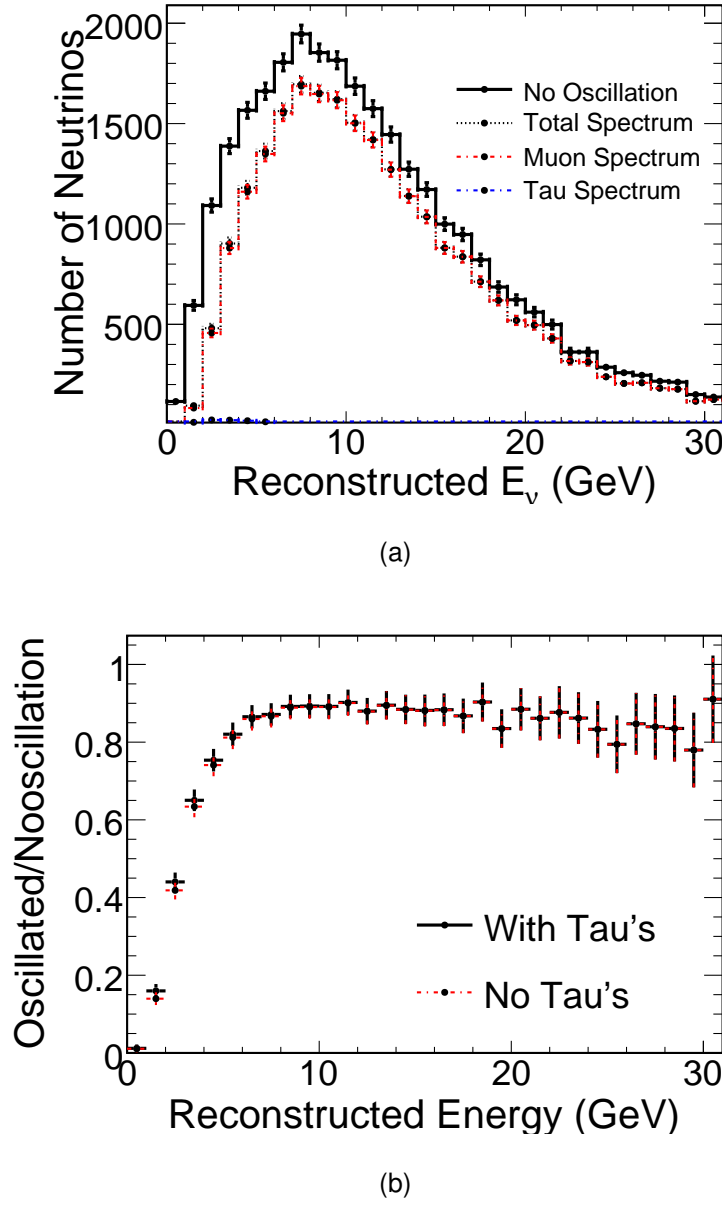 2000
1500
1000
500
Number of Neutrinos
No Oscillation
Total Spectrum
Muon Spectrum
Tau Spectrum
0 10 20 30
Reconstructed Eν (GeV)
(a)
1
0.8
0.6
0.4
0.2
0
Oscillated/Nooscillation
With Tau's
No Tau's
0 10 20 30
Reconstructed Energy (GeV)
(b)